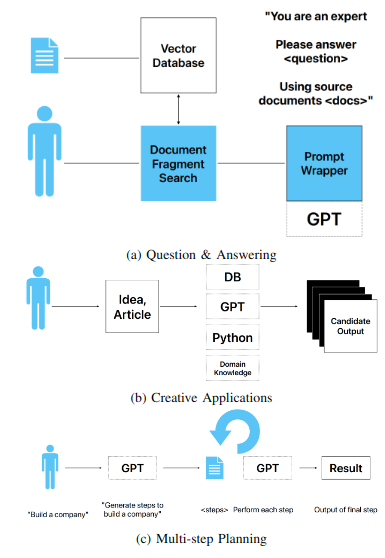 "You are an expert
Please answer
<question>
Using source
documents <docs>"
Vector
Database
Document
Fragment
Search
Prompt
Wrapper
GPT
(a) Question & Answering
Idea,
Article
DB
GPT
Python
Domain
Knowledge
Candidate
Output
(b) Creative Applications
GPT
GPT
Result
"Build a company"
"Generate steps to
build a company"
<steps> Perform each step
Output of final step
(c) Multi-step Planning